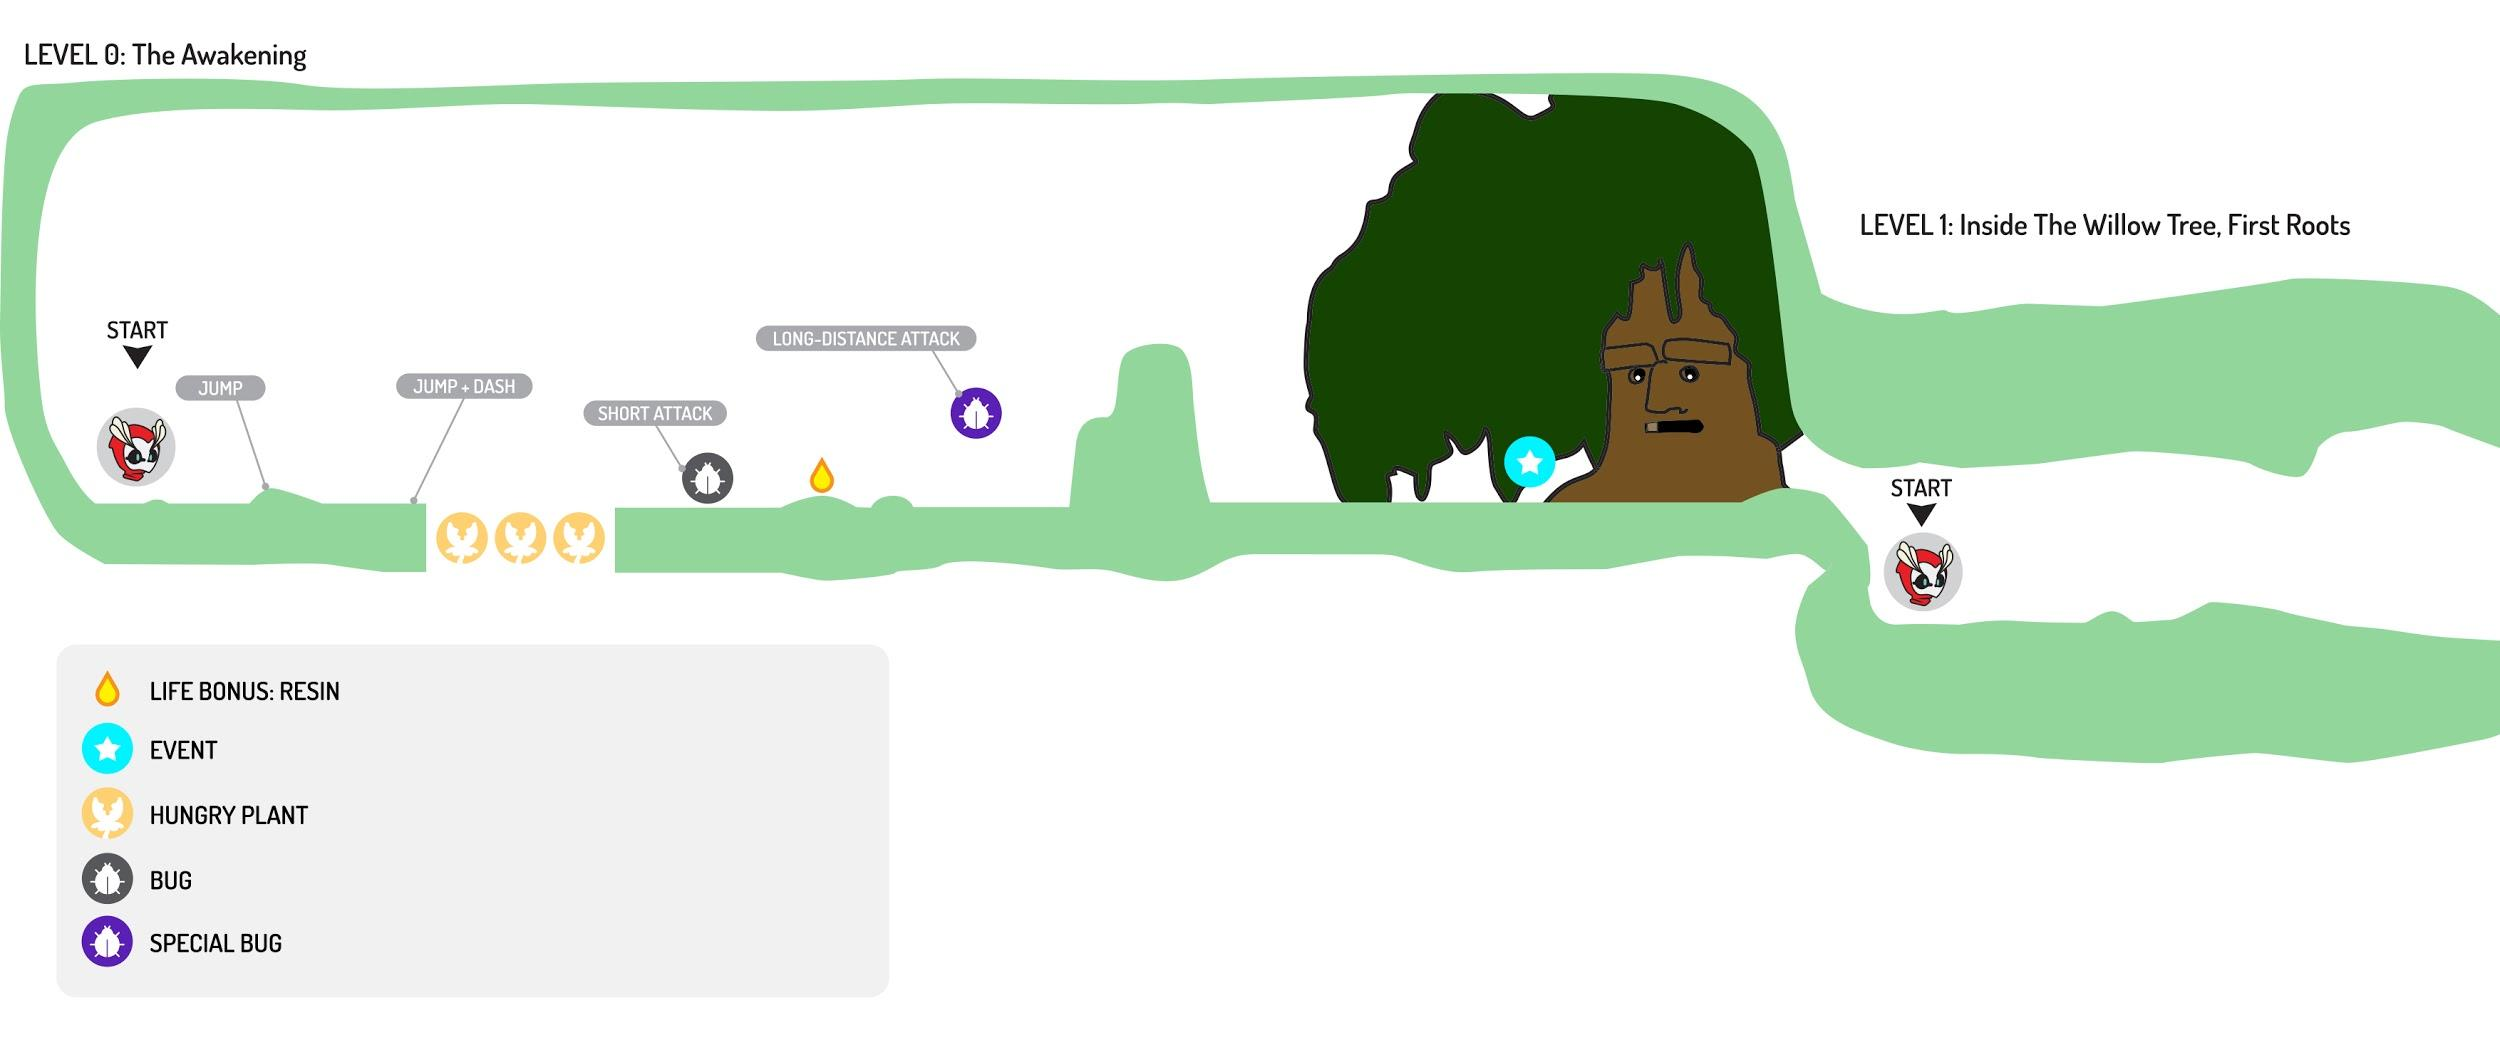 LEVEL 0: The Awakening
LEVEL 1: Inside The Willow Tree, First Roots
START
JUMP
JUMP + DASH
SHORT ATTACK
LONG-DISTANCE ATTACK
START
LIFE BONUS: RESIN
EVENT
HUNGRY PLANT
BUG
SPECIAL BUG